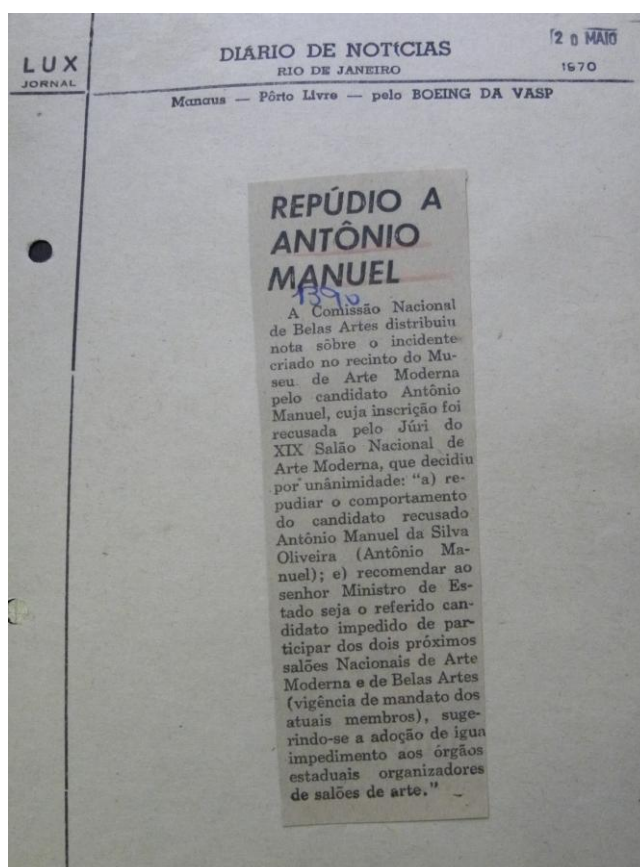 LUX
JORNAL
DIÁRIO DE NOTÍCIAS
RIO DE JANEIRO
20 MAIO
1970
Manaus — Pôrto Livre — pelo BOEING DA VASP
REPÚDIO A
ANTÔNIO
MANUEL
1390
A Comissão Nacional
de Belas Artes distribuiu
nota sôbre o incidente
criado no recinto do Mu-
seu de Arte Moderna
pelo candidato Antônio
Manuel, cuja inscrição foi
recusada pelo Júri do
XIX Salão Nacional de
Arte Moderna, que decidiu
por unânimidade: "a) re-
pudiar o comportamento
do candidato recusado
Antônio Manuel da Silva
Oliveira (Antônio Ma-
nuel); e) recomendar ao
senhor Ministro de Es-
tado seja o referido can-
didato impedido de par-
ticipar dos dois próximos
salões Nacionais de Arte
Moderna e de Belas Artes
(vigência de mandato dos
atuais membros), suge-
rindo-se a adoção de igua
impedimento aos órgãos
estaduais organizadores
de salões de arte."